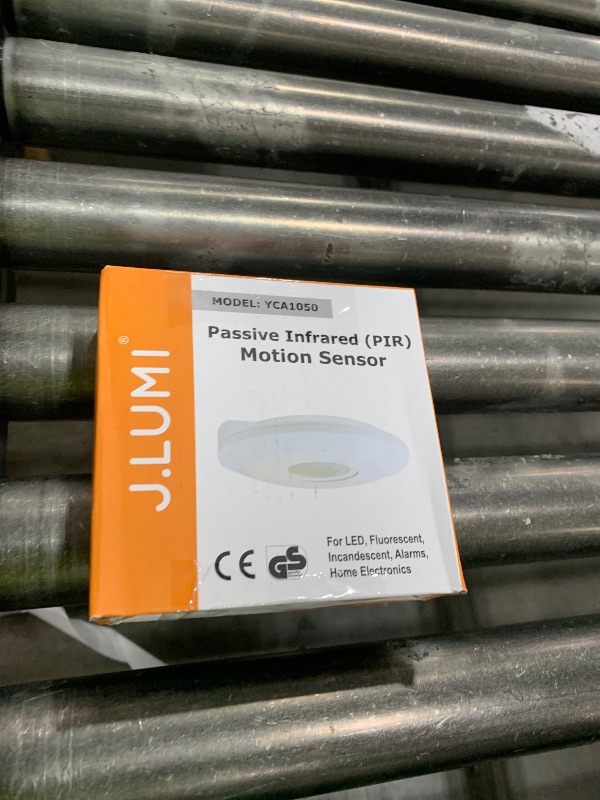 MODEL: YCA1050
Passive Infrared (PIR)
Motion Sensor
J.LUMI®
CE GS
For LED, Fluorescent,
Incandescent, Alarms,
Home Electronics